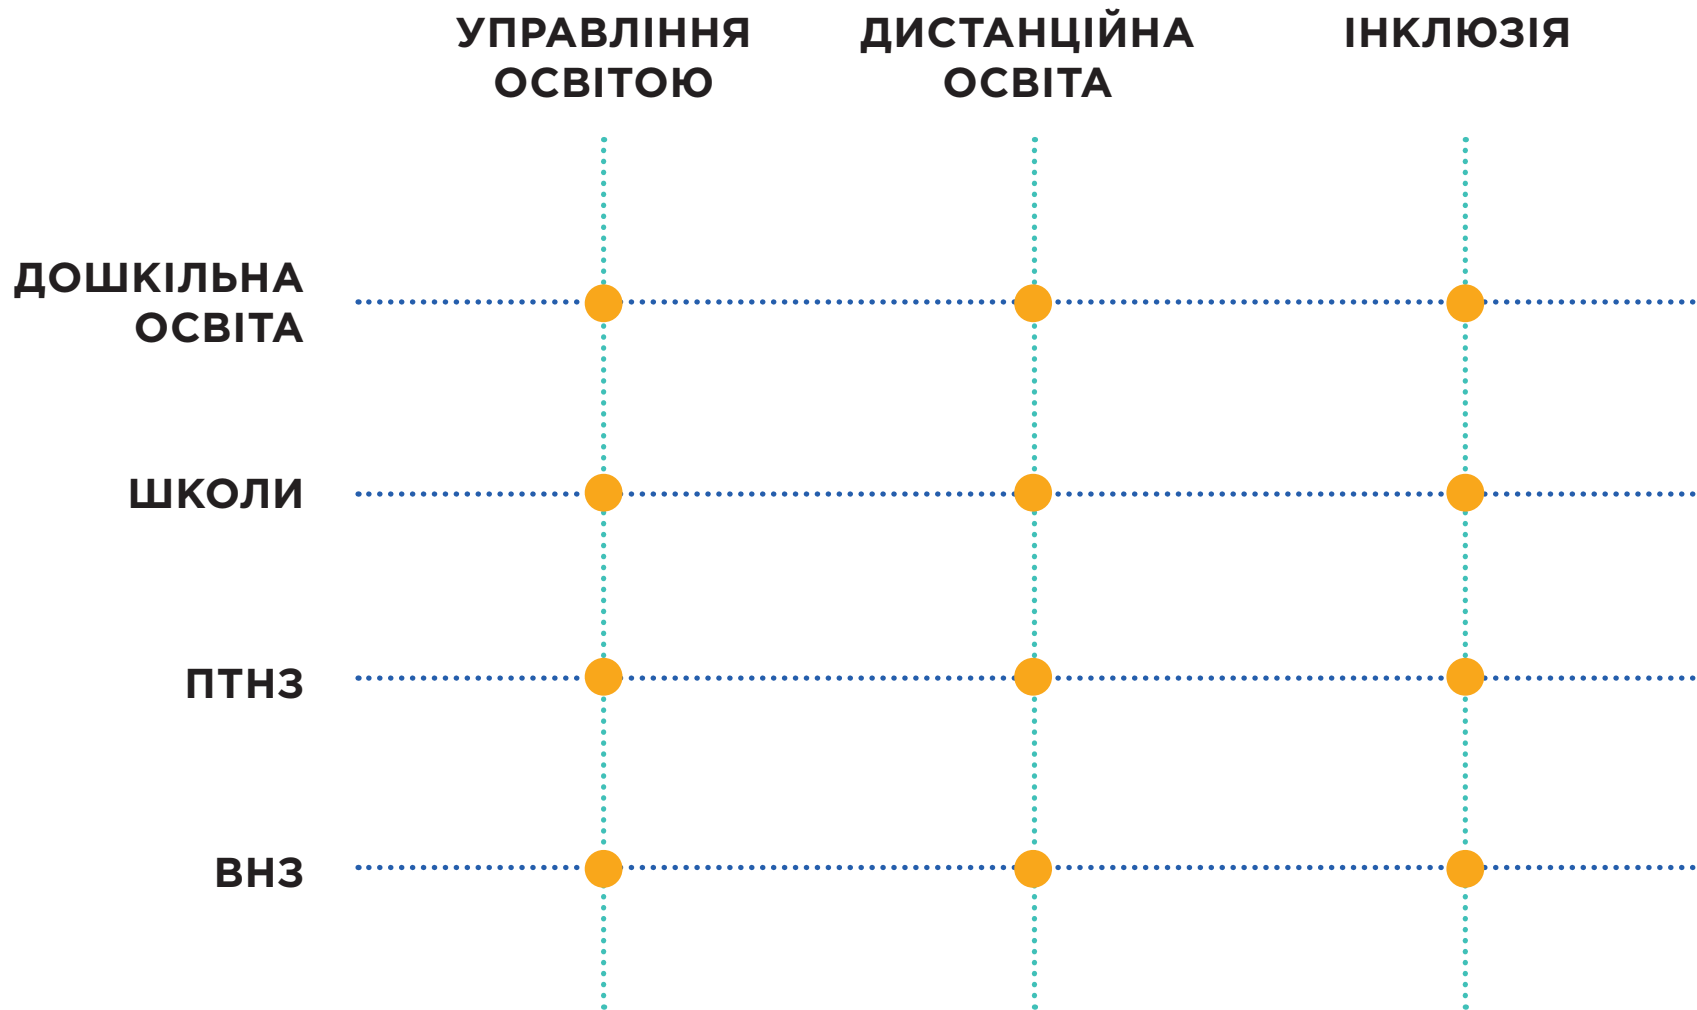 УПРАВЛІННЯ
ОСВІТОЮ
ДИСТАНЦІЙНА
ОСВІТА
ІНКЛЮЗІЯ
ДОШКІЛЬНА
ОСВІТА
ШКОЛИ
ПТНЗ
ВНЗ